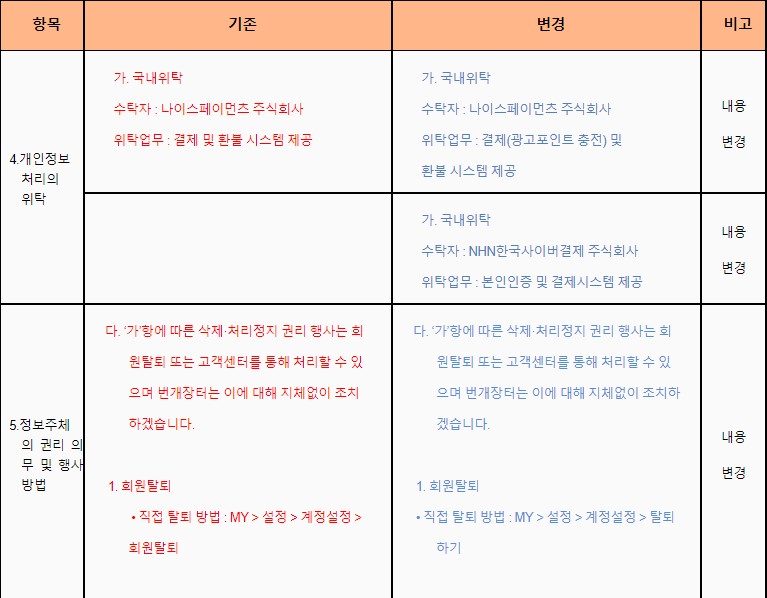 항목
기존
변경
비고
4.개인정보
처리의
위탁
가. 국내위탁
수탁자 : 나이스페이먼츠 주식회사
위탁업무 : 결제 및 환불 시스템 제공
가. 국내위탁
수탁자 : 나이스페이먼츠 주식회사
위탁업무 : 결제(광고포인트 충전) 및
환불 시스템 제공
내용
변경
가. 국내위탁
수탁자 : NHN한국사이버결제 주식회사
위탁업무 : 본인인증 및 결제시스템 제공
내용
변경
5.정보주체
의 권리 의
무 및 행사
방법
다. ‘가’항에 따른 삭제·처리정지 권리 행사는 회
원탈퇴 또는 고객센터를 통해 처리할 수 있
으며 번개장터는 이에 대해 지체없이 조치
하겠습니다.
1. 회원탈퇴
• 직접 탈퇴 방법 : MY > 설정 > 계정설정 >
회원탈퇴
다. ‘가’항에 따른 삭제·처리정지 권리 행사는 회
원탈퇴 또는 고객센터를 통해 처리할 수 있
으며 번개장터는 이에 대해 지체없이 조치하
겠습니다.
1. 회원탈퇴
• 직접 탈퇴 방법 : MY > 설정 > 계정설정 > 탈퇴
하기
내용
변경